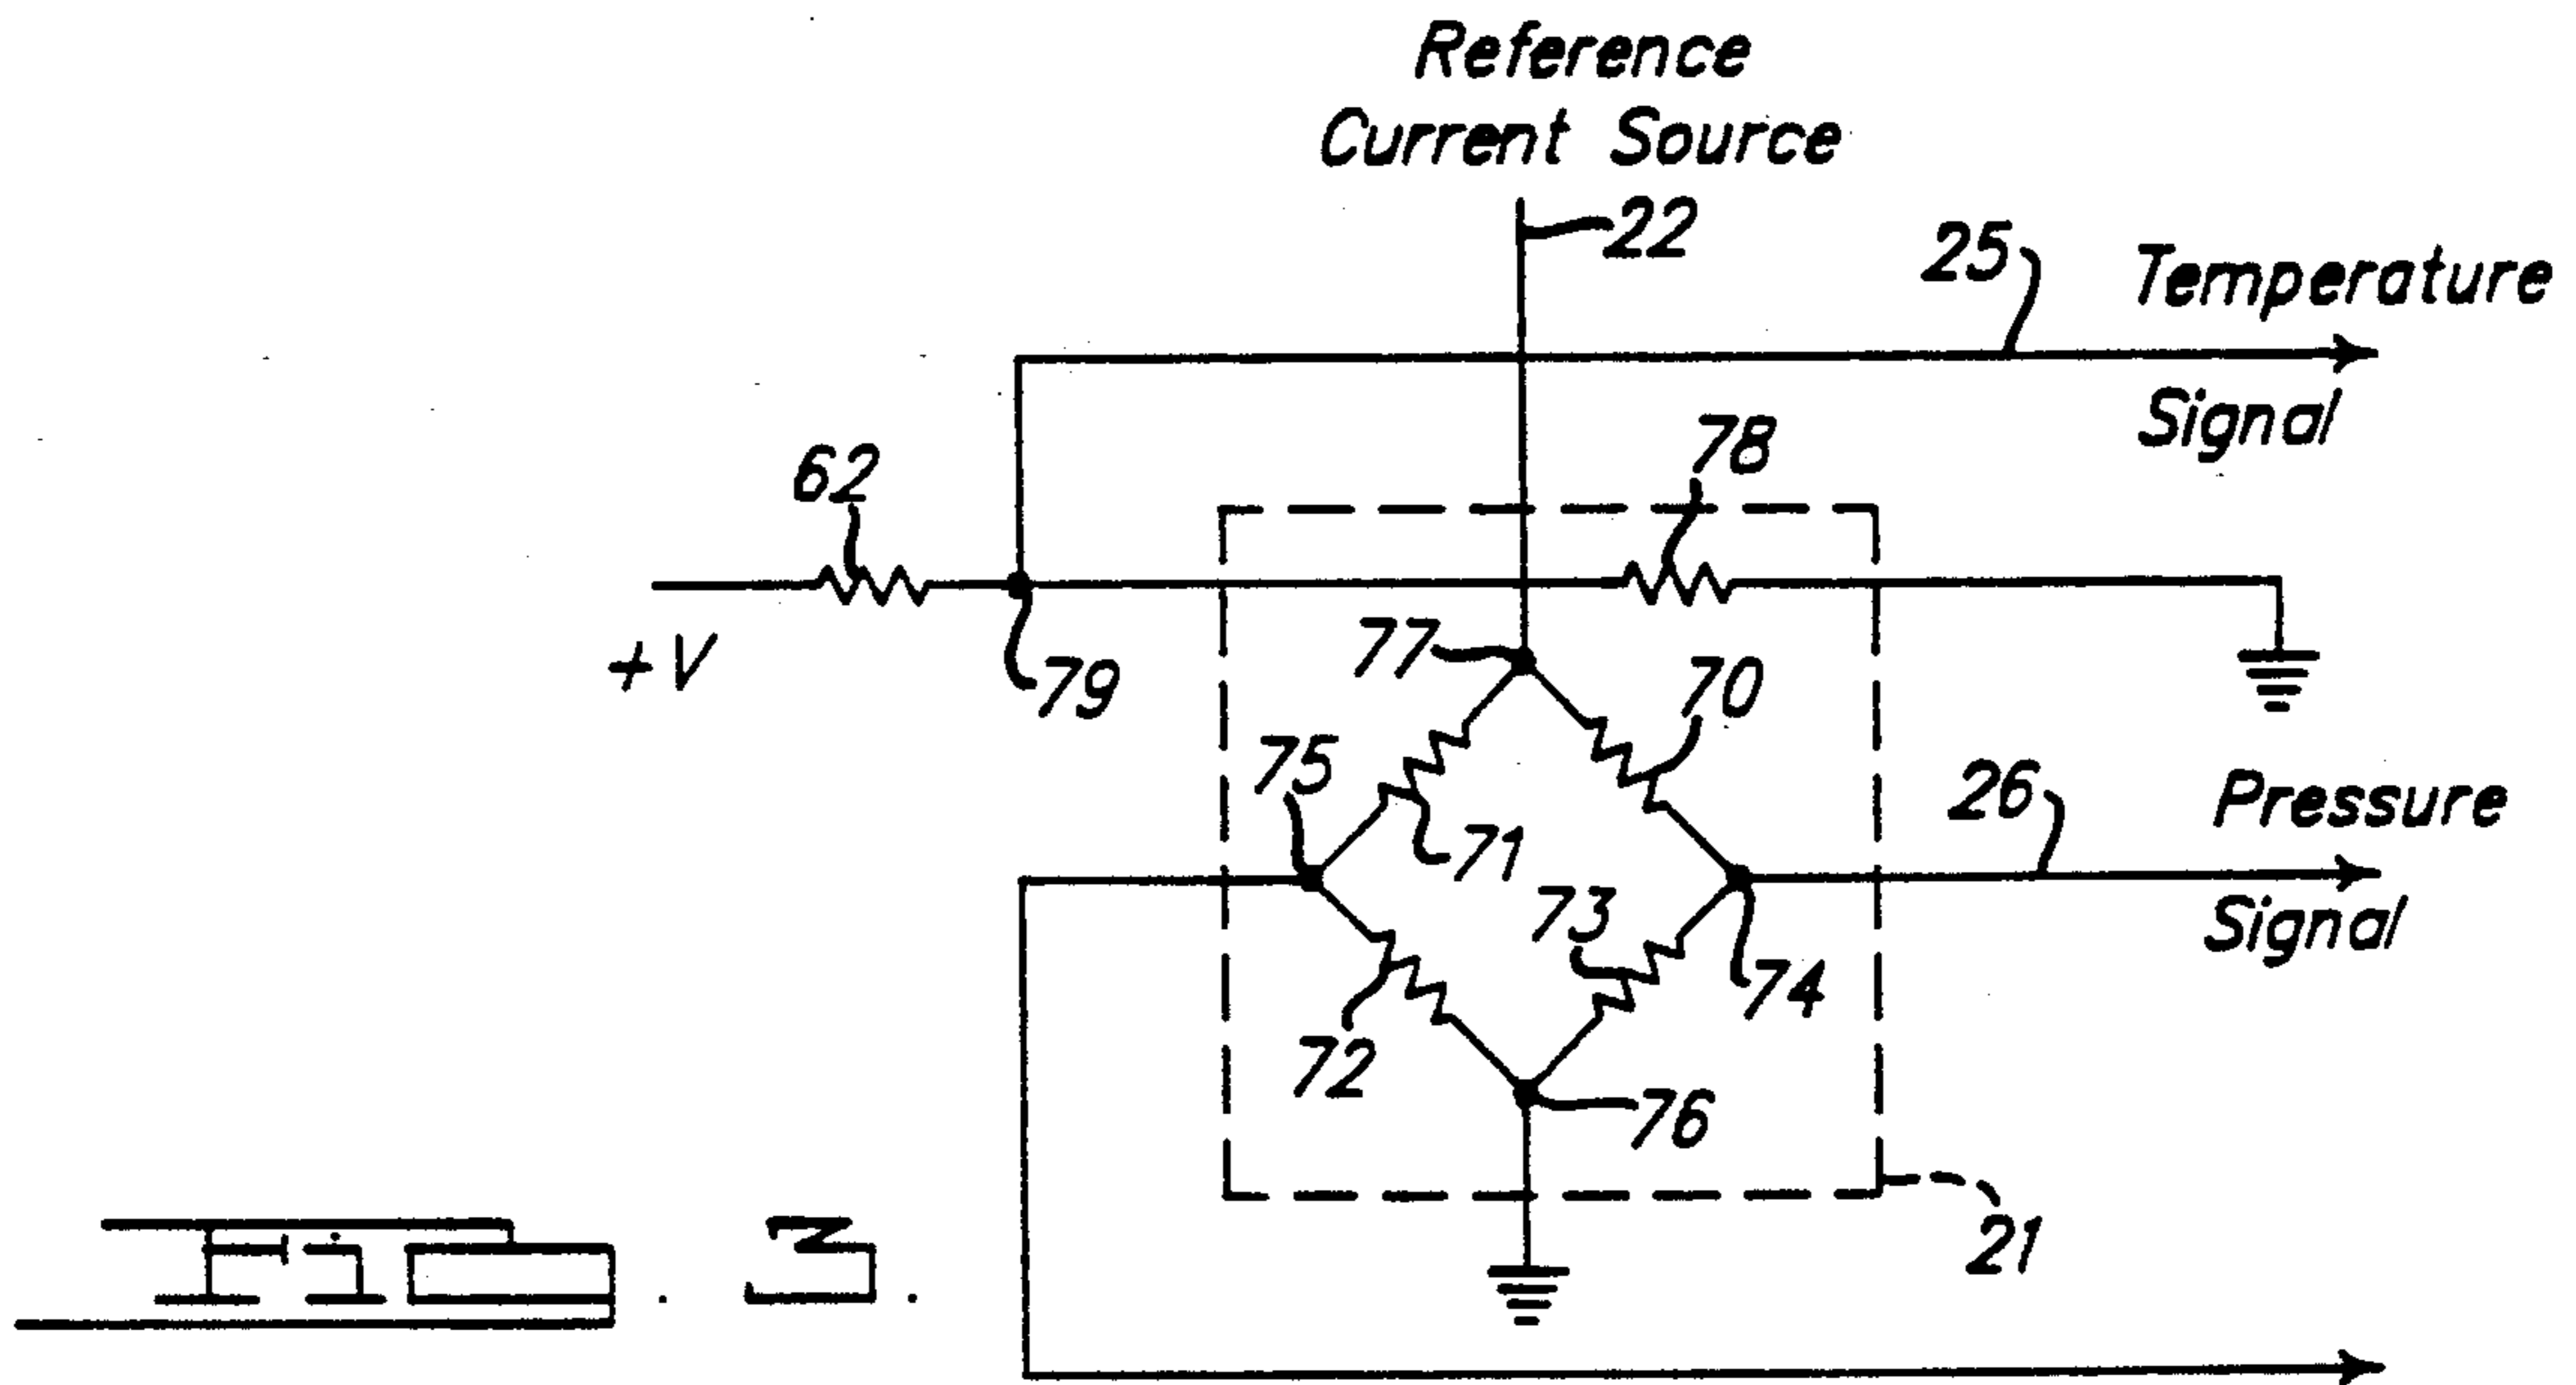 Reference
Current Source
22
25
Temperature
Signal
62
78
+V
79
77
70
75
71
26
Pressure
Signal
73
74
72
76
21
Fig. 3.